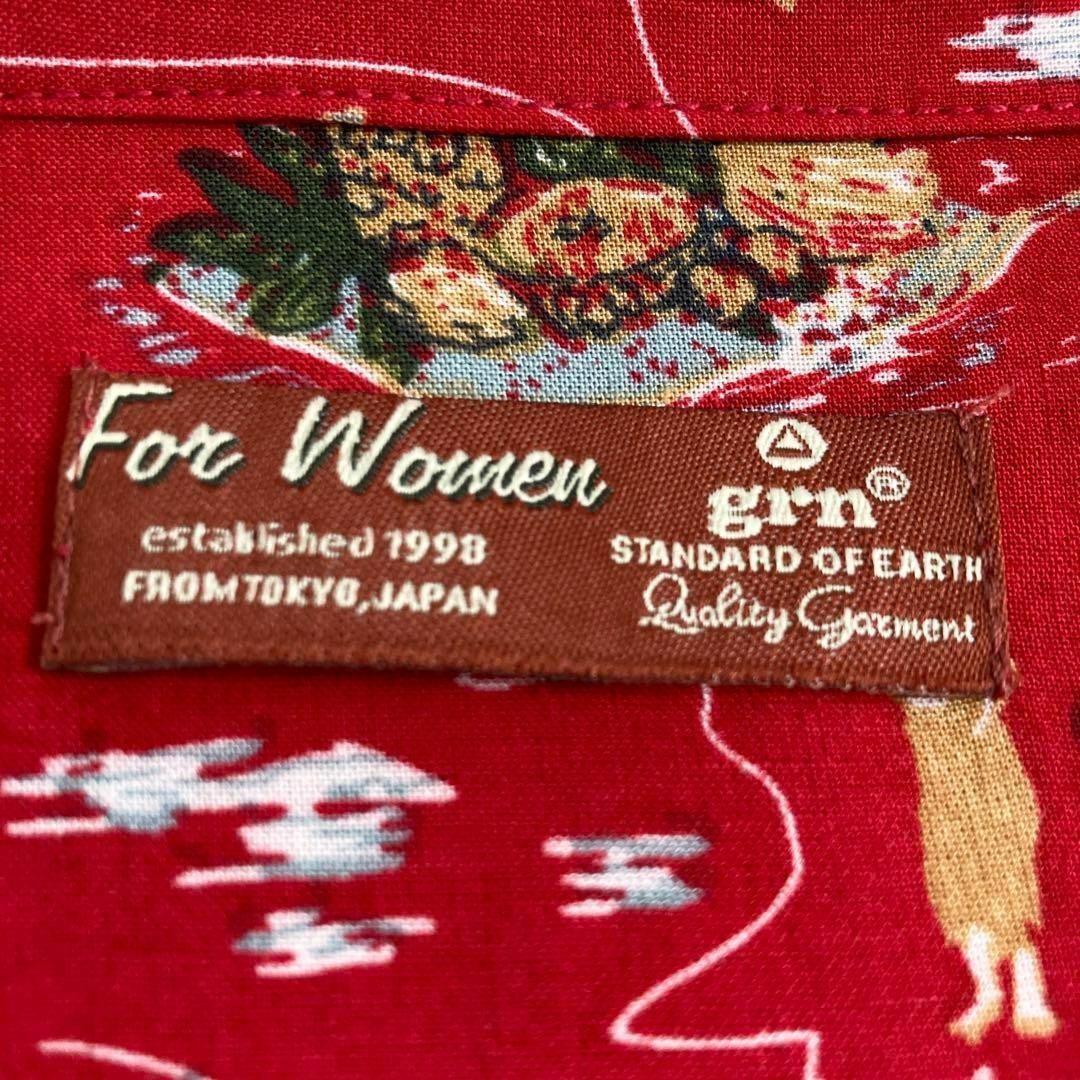 For Women
established 1998
FROM TOKYO, JAPAN
grn®
STANDARD OF EARTH
Quality Garment